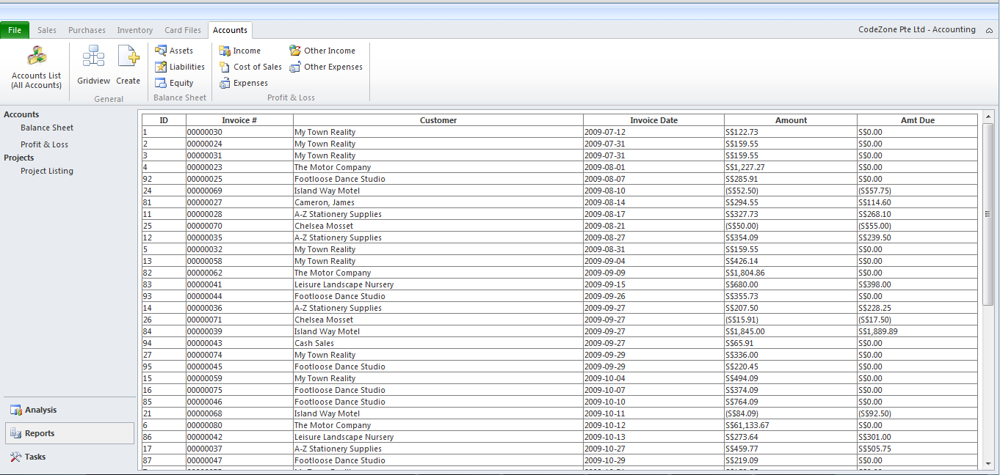 File Sales Purchases Inventory Card Files Accounts CodeZone Pte Ltd - Accounting
Accounts List
(All Accounts)
Gridview Create
General
Assets
Liabilities
Equity
Balance Sheet
Income Other Income
Cost of Sales Other Expenses
Expenses
Profit & Loss
Accounts
Balance Sheet
Profit & Loss
Projects
Project Listing
Analysis
Reports
Tasks
ID Invoice # Customer Invoice Date Amount Amt Due
1 00000030 My Town Reality 2009-07-12 S$122.73 S$0.00
2 00000024 My Town Reality 2009-07-31 S$159.55 S$0.00
3 00000031 My Town Reality 2009-07-31 S$159.55 S$0.00
4 00000023 The Motor Company 2009-08-01 S$1,227.27 S$0.00
92 00000025 Footloose Dance Studio 2009-08-07 S$285.91 S$0.00
24 00000069 Island Way Motel 2009-08-10 (S$52.50) (S$57.75)
81 00000027 Cameron, James 2009-08-14 S$294.55 S$114.60
11 00000028 A-Z Stationery Supplies 2009-08-17 S$327.73 S$268.10
25 00000070 Chelsea Mosset 2009-08-21 (S$50.00) (S$55.00)
12 00000035 A-Z Stationery Supplies 2009-08-27 S$354.09 S$239.50
5 00000032 My Town Reality 2009-08-31 S$159.55 S$0.00
13 00000058 My Town Reality 2009-09-04 S$426.14 S$0.00
82 00000062 The Motor Company 2009-09-09 S$1,804.86 S$0.00
83 00000041 Leisure Landscape Nursery 2009-09-15 S$680.00 S$398.00
93 00000044 Footloose Dance Studio 2009-09-26 S$355.73 S$0.00
14 00000036 A-Z Stationery Supplies 2009-09-27 S$207.50 S$228.25
26 00000071 Chelsea Mosset 2009-09-27 (S$15.91) (S$17.50)
84 00000039 Island Way Motel 2009-09-27 S$1,845.00 S$1,889.89
94 00000043 Cash Sales 2009-09-27 S$65.91 S$0.00
27 00000074 My Town Reality 2009-09-29 S$336.00 S$0.00
95 00000045 Footloose Dance Studio 2009-09-29 S$220.45 S$0.00
15 00000059 My Town Reality 2009-10-04 S$494.09 S$0.00
16 00000075 Footloose Dance Studio 2009-10-07 S$374.09 S$0.00
85 00000046 Footloose Dance Studio 2009-10-10 S$764.09 S$0.00
21 00000068 Island Way Motel 2009-10-11 (S$84.09) (S$92.50)
6 00000080 The Motor Company 2009-10-12 S$61,133.67 S$0.00
86 00000042 Leisure Landscape Nursery 2009-10-13 S$273.64 S$301.00
17 00000037 A-Z Stationery Supplies 2009-10-27 S$459.77 S$505.75
87 00000047 Footloose Dance Studio 2009-10-29 S$219.09 S$0.00